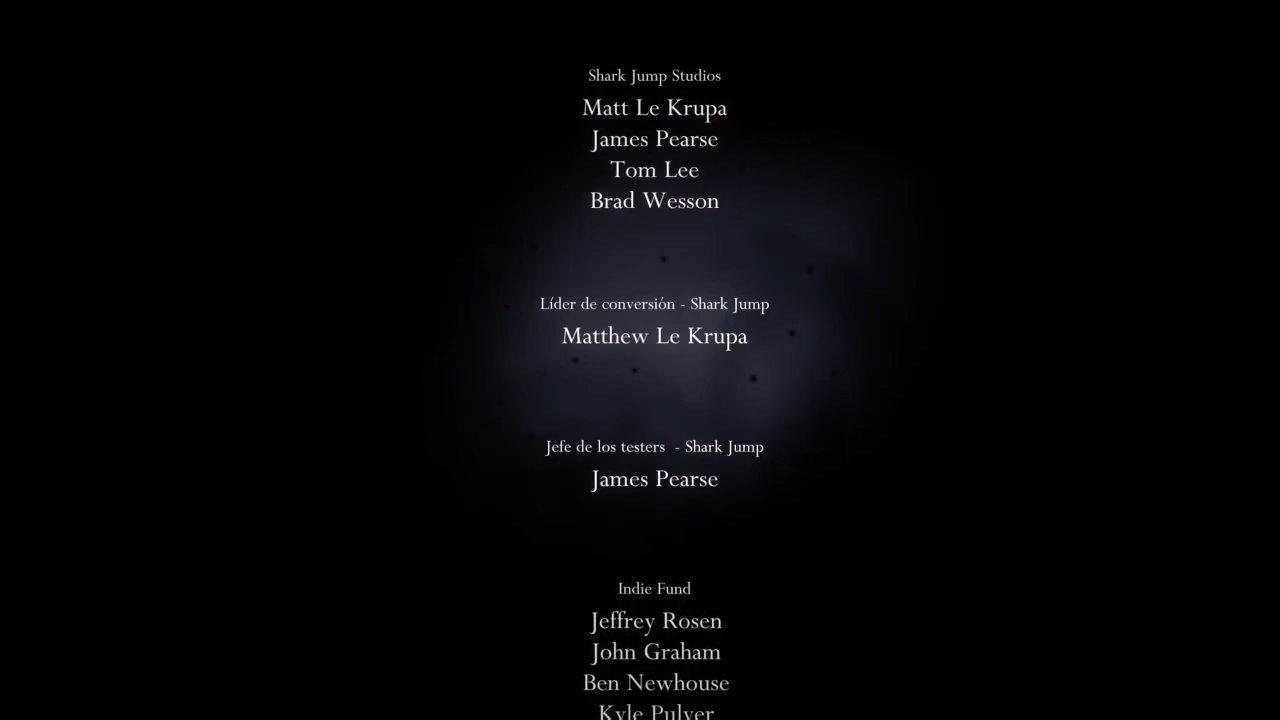 Shark Jump Studios
Matt Le Krupa
James Pearse
Tom Lee
Brad Wesson
Líder de conversión - Shark Jump
Matthew Le Krupa
Jefe de los testers  - Shark Jump
James Pearse
Indie Fund
Jeffrey Rosen
John Graham
Ben Newhouse
Kyle Pulver